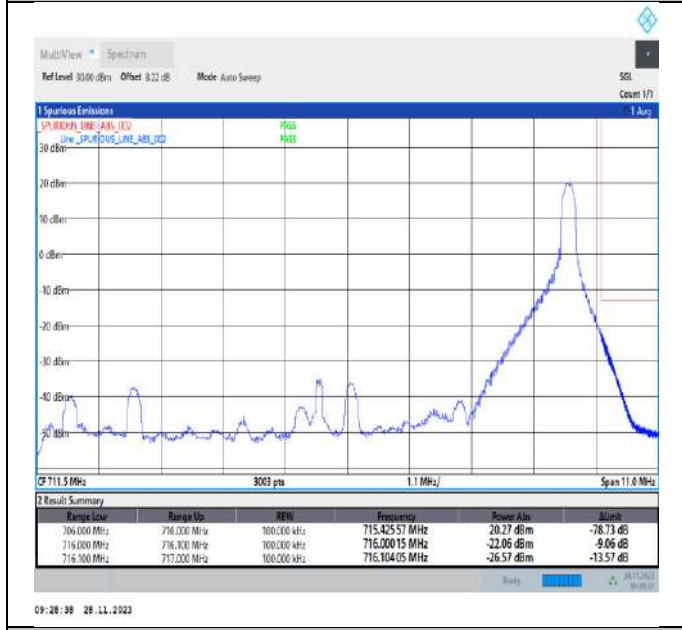 MultiView Spectrum
Ref Level 30.00 dBm Offset 8.22 dB Mode Auto Sweep SGL
Count 1/1
1 Spurious Emissions 1 Avg
SPURIOUS_LINE_ABS_002 PASS
Line _SPURIOUS_LINE_ABS_002 PASS
30 dBm
20 dBm
10 dBm
0 dBm
-10 dBm
-20 dBm
-30 dBm
-40 dBm
-50 dBm
CF 711.5 MHz 3003 pts 1.1 MHz/ Span 11.0 MHz
2 Result Summary
Range Low Range Up RBW Frequency Power Abs ΔLimit
706.000 MHz 716.000 MHz 100.000 kHz 715.42557 MHz 20.27 dBm -78.73 dB
716.000 MHz 716.100 MHz 100.000 kHz 716.00015 MHz -22.06 dBm -9.06 dB
716.100 MHz 717.000 MHz 100.000 kHz 716.10405 MHz -26.57 dBm -13.57 dB
Ready 28.11.2023
09:28:38 28.11.2023